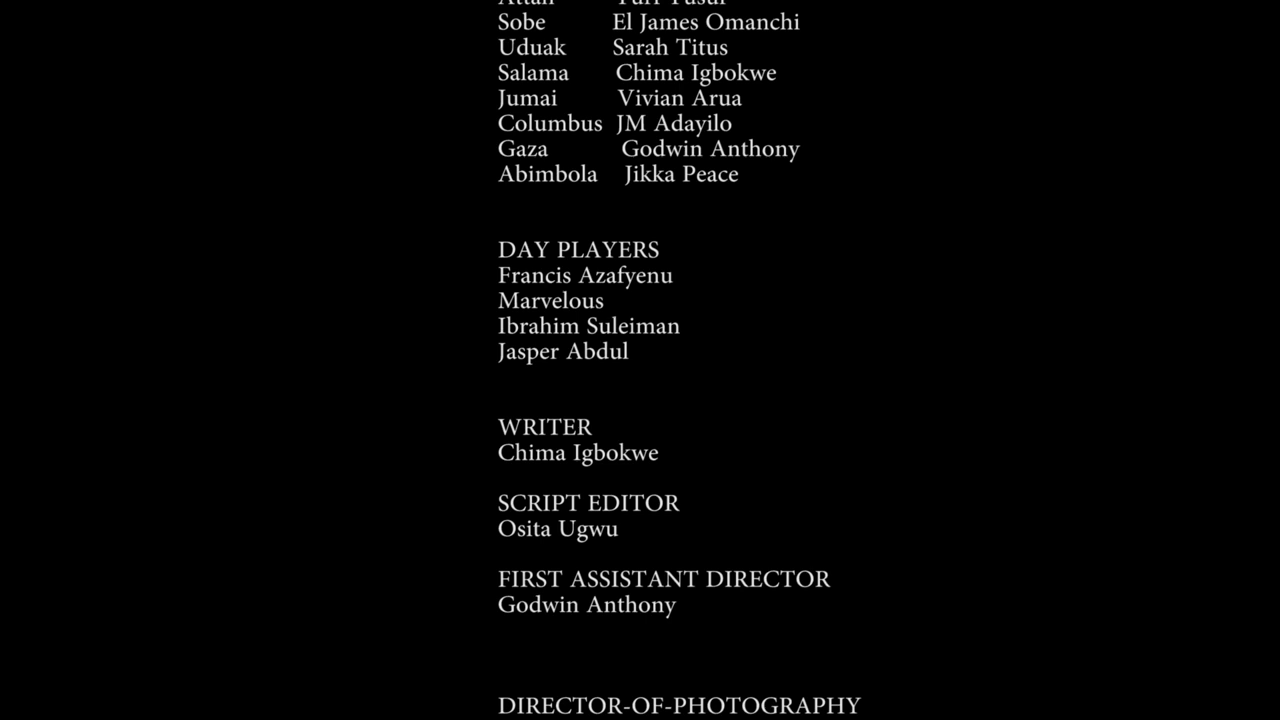 Sobe El James Omanchi
Uduak Sarah Titus
Salama Chima Igbokwe
Jumai Vivian Arua
Columbus JM Adayilo
Gaza Godwin Anthony
Abimbola Jikka Peace
DAY PLAYERS
Francis Azafyenu
Marvelous
Ibrahim Suleiman
Jasper Abdul
WRITER
Chima Igbokwe
SCRIPT EDITOR
Osita Ugwu
FIRST ASSISTANT DIRECTOR
Godwin Anthony
DIRECTOR-OF-PHOTOGRAPHY